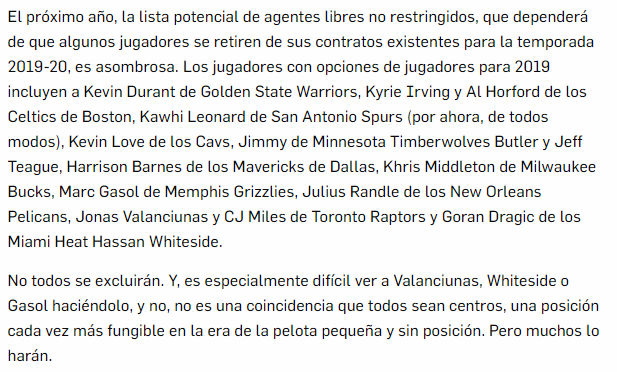 El próximo año, la lista potencial de agentes libres no restringidos, que dependerá
de que algunos jugadores se retiren de sus contratos existentes para la temporada
2019-20, es asombrosa. Los jugadores con opciones de jugadores para 2019
incluyen a Kevin Durant de Golden State Warriors, Kyrie Irving y Al Horford de los
Celtics de Boston, Kawhi Leonard de San Antonio Spurs (por ahora, de todos
modos), Kevin Love de los Cavs, Jimmy de Minnesota Timberwolves Butler y Jeff
Teague, Harrison Barnes de los Mavericks de Dallas, Khris Middleton de Milwaukee
Bucks, Marc Gasol de Memphis Grizzlies, Julius Randle de los New Orleans
Pelicans, Jonas Valanciunas y CJ Miles de Toronto Raptors y Goran Dragic de los
Miami Heat Hassan Whiteside.
No todos se excluirán. Y, es especialmente difícil ver a Valanciunas, Whiteside o
Gasol haciéndolo, y no, no es una coincidencia que todos sean centros, una posición
cada vez más fungible en la era de la pelota pequeña y sin posición. Pero muchos lo
harán.